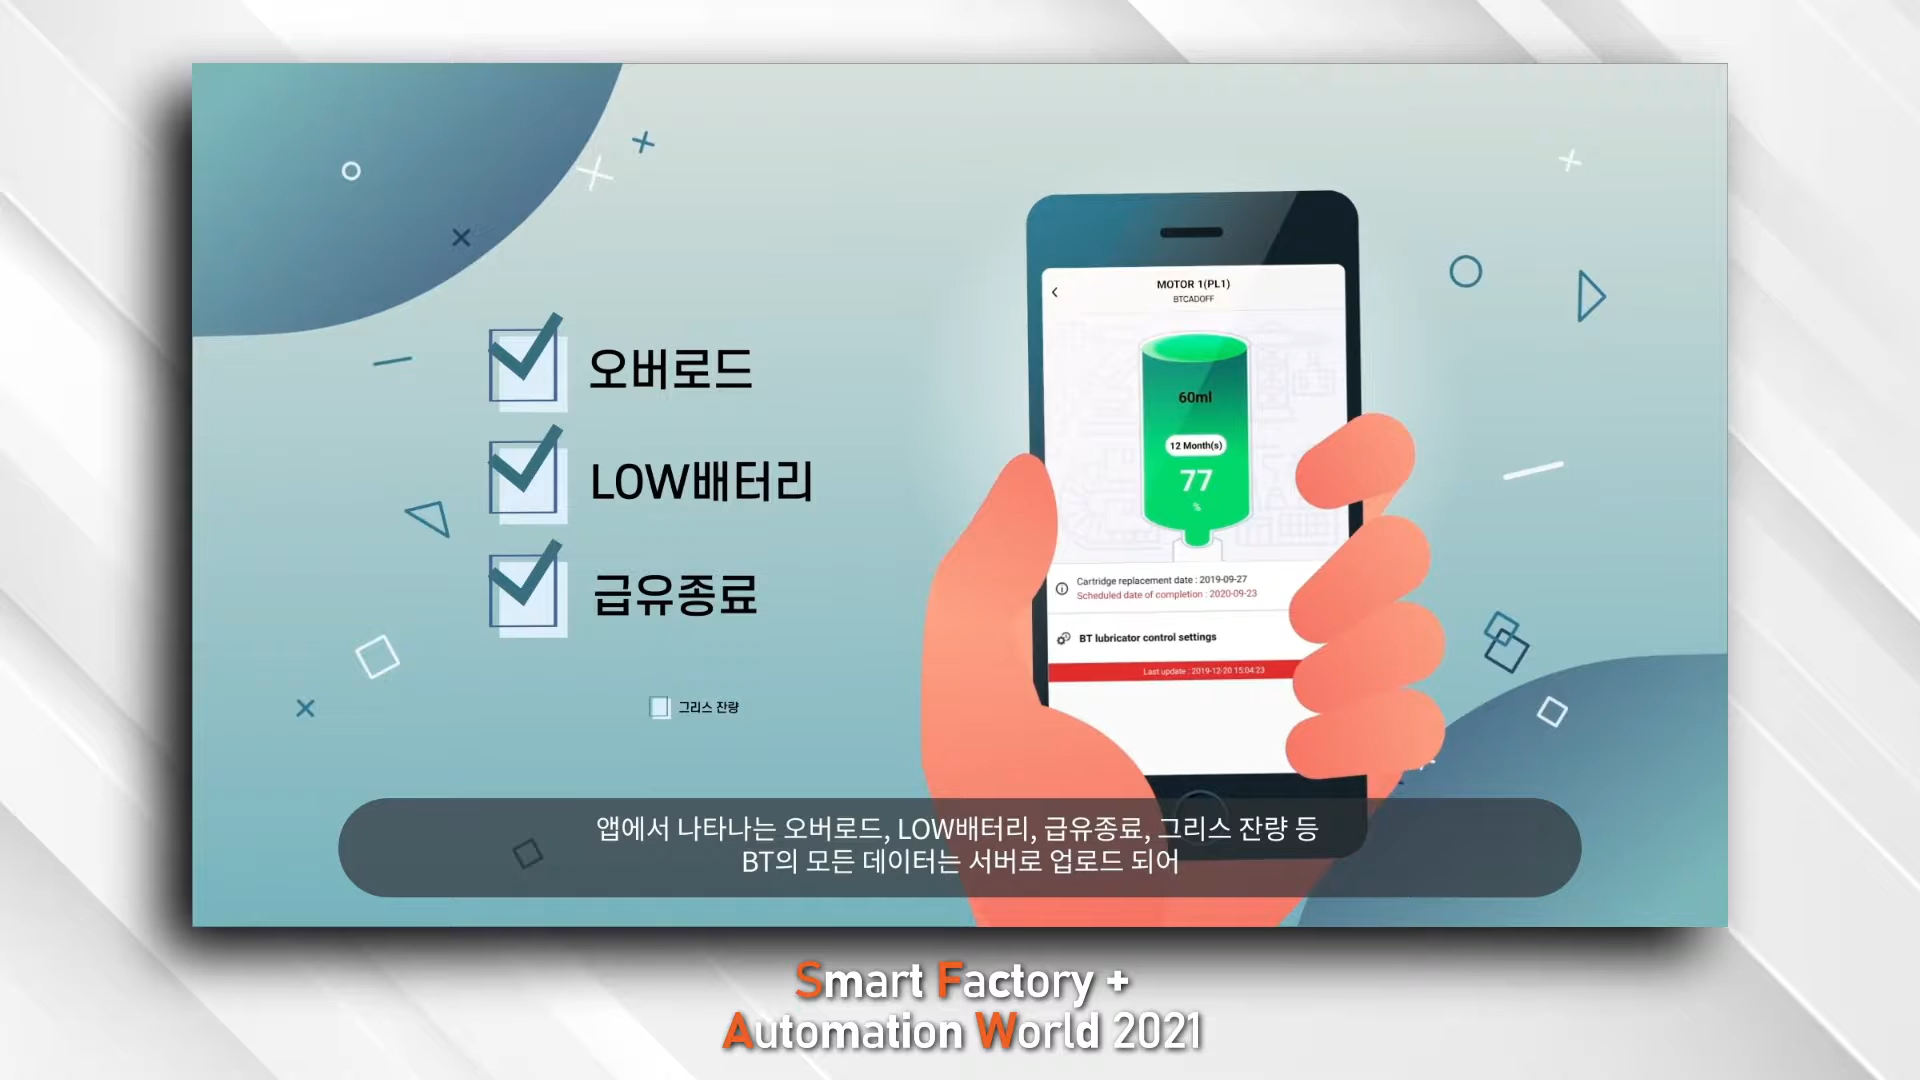 오버로드
LOW배터리
급유종료
그리스 잔량
MOTOR 1(PL1)
BTCADOFF
60ml
12 Month(s)
77
%
Cartridge replacement date : 2019-09-27
Scheduled date of completion : 2020-09-23
BT lubricator control settings
Last update : 2019-12-20 15:04:23
앱에서 나타나는 오버로드, LOW배터리, 급유종료, 그리스 잔량 등
BT의 모든 데이터는 서버로 업로드 되어
Smart Factory +
Automation World 2021